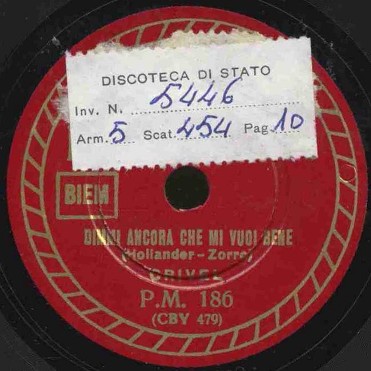 DISCOTECA DI STATO
Inv. N. 5446
Arm. 5 Scat. 454 Pag. 10
BIEM
DIMMI ANCORA CHE MI VUOI BENE
(Hollander - Zorro)
CRIVEL
P.M. 186
(CBY 479)